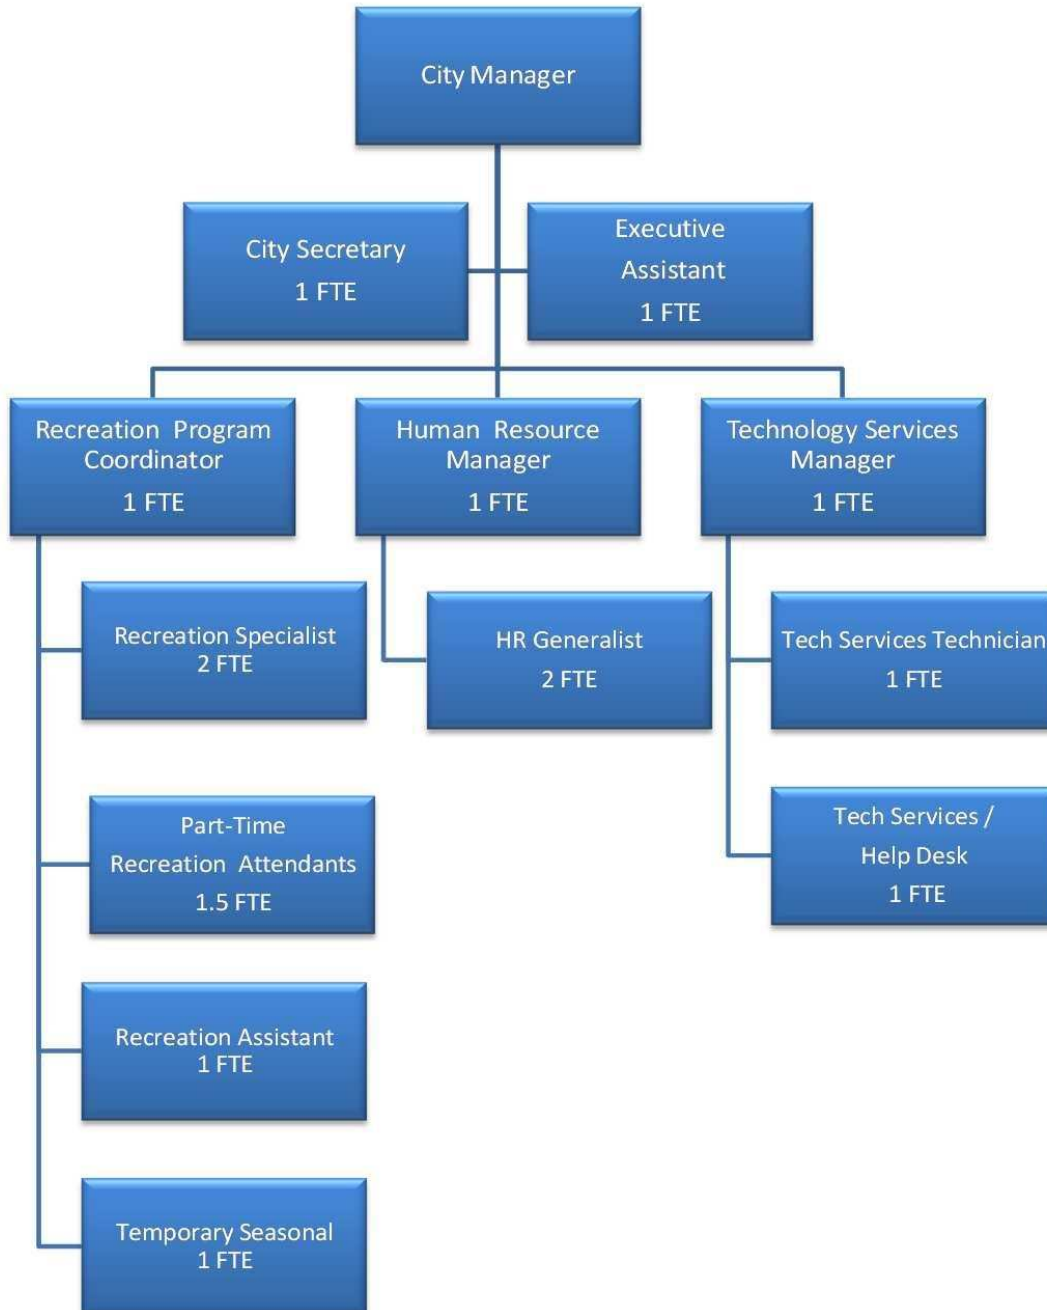 City Manager
City Secretary
1 FTE
Executive
Assistant
1 FTE
Recreation Program
Coordinator
1 FTE
Human Resource
Manager
1 FTE
Technology Services
Manager
1 FTE
Recreation Specialist
2 FTE
HR Generalist
2 FTE
Tech Services Technician
1 FTE
Part-Time
Recreation Attendants
1.5 FTE
Tech Services /
Help Desk
1 FTE
Recreation Assistant
1 FTE
Temporary Seasonal
1 FTE